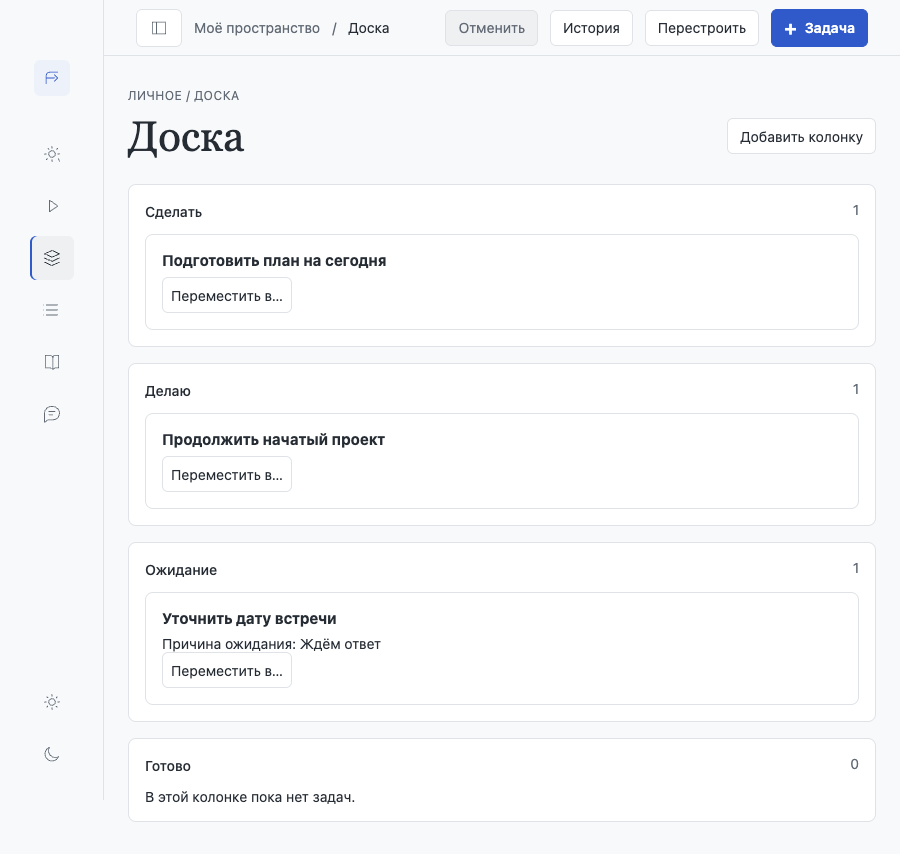 Моё пространство / Доска
Отменить
История
Перестроить
+ Задача
ЛИЧНОЕ / ДОСКА
Доска
Добавить колонку
Сделать 1
Подготовить план на сегодня
Переместить в...
Делаю 1
Продолжить начатый проект
Переместить в...
Ожидание 1
Уточнить дату встречи
Причина ожидания: Ждём ответ
Переместить в...
Готово 0
В этой колонке пока нет задач.